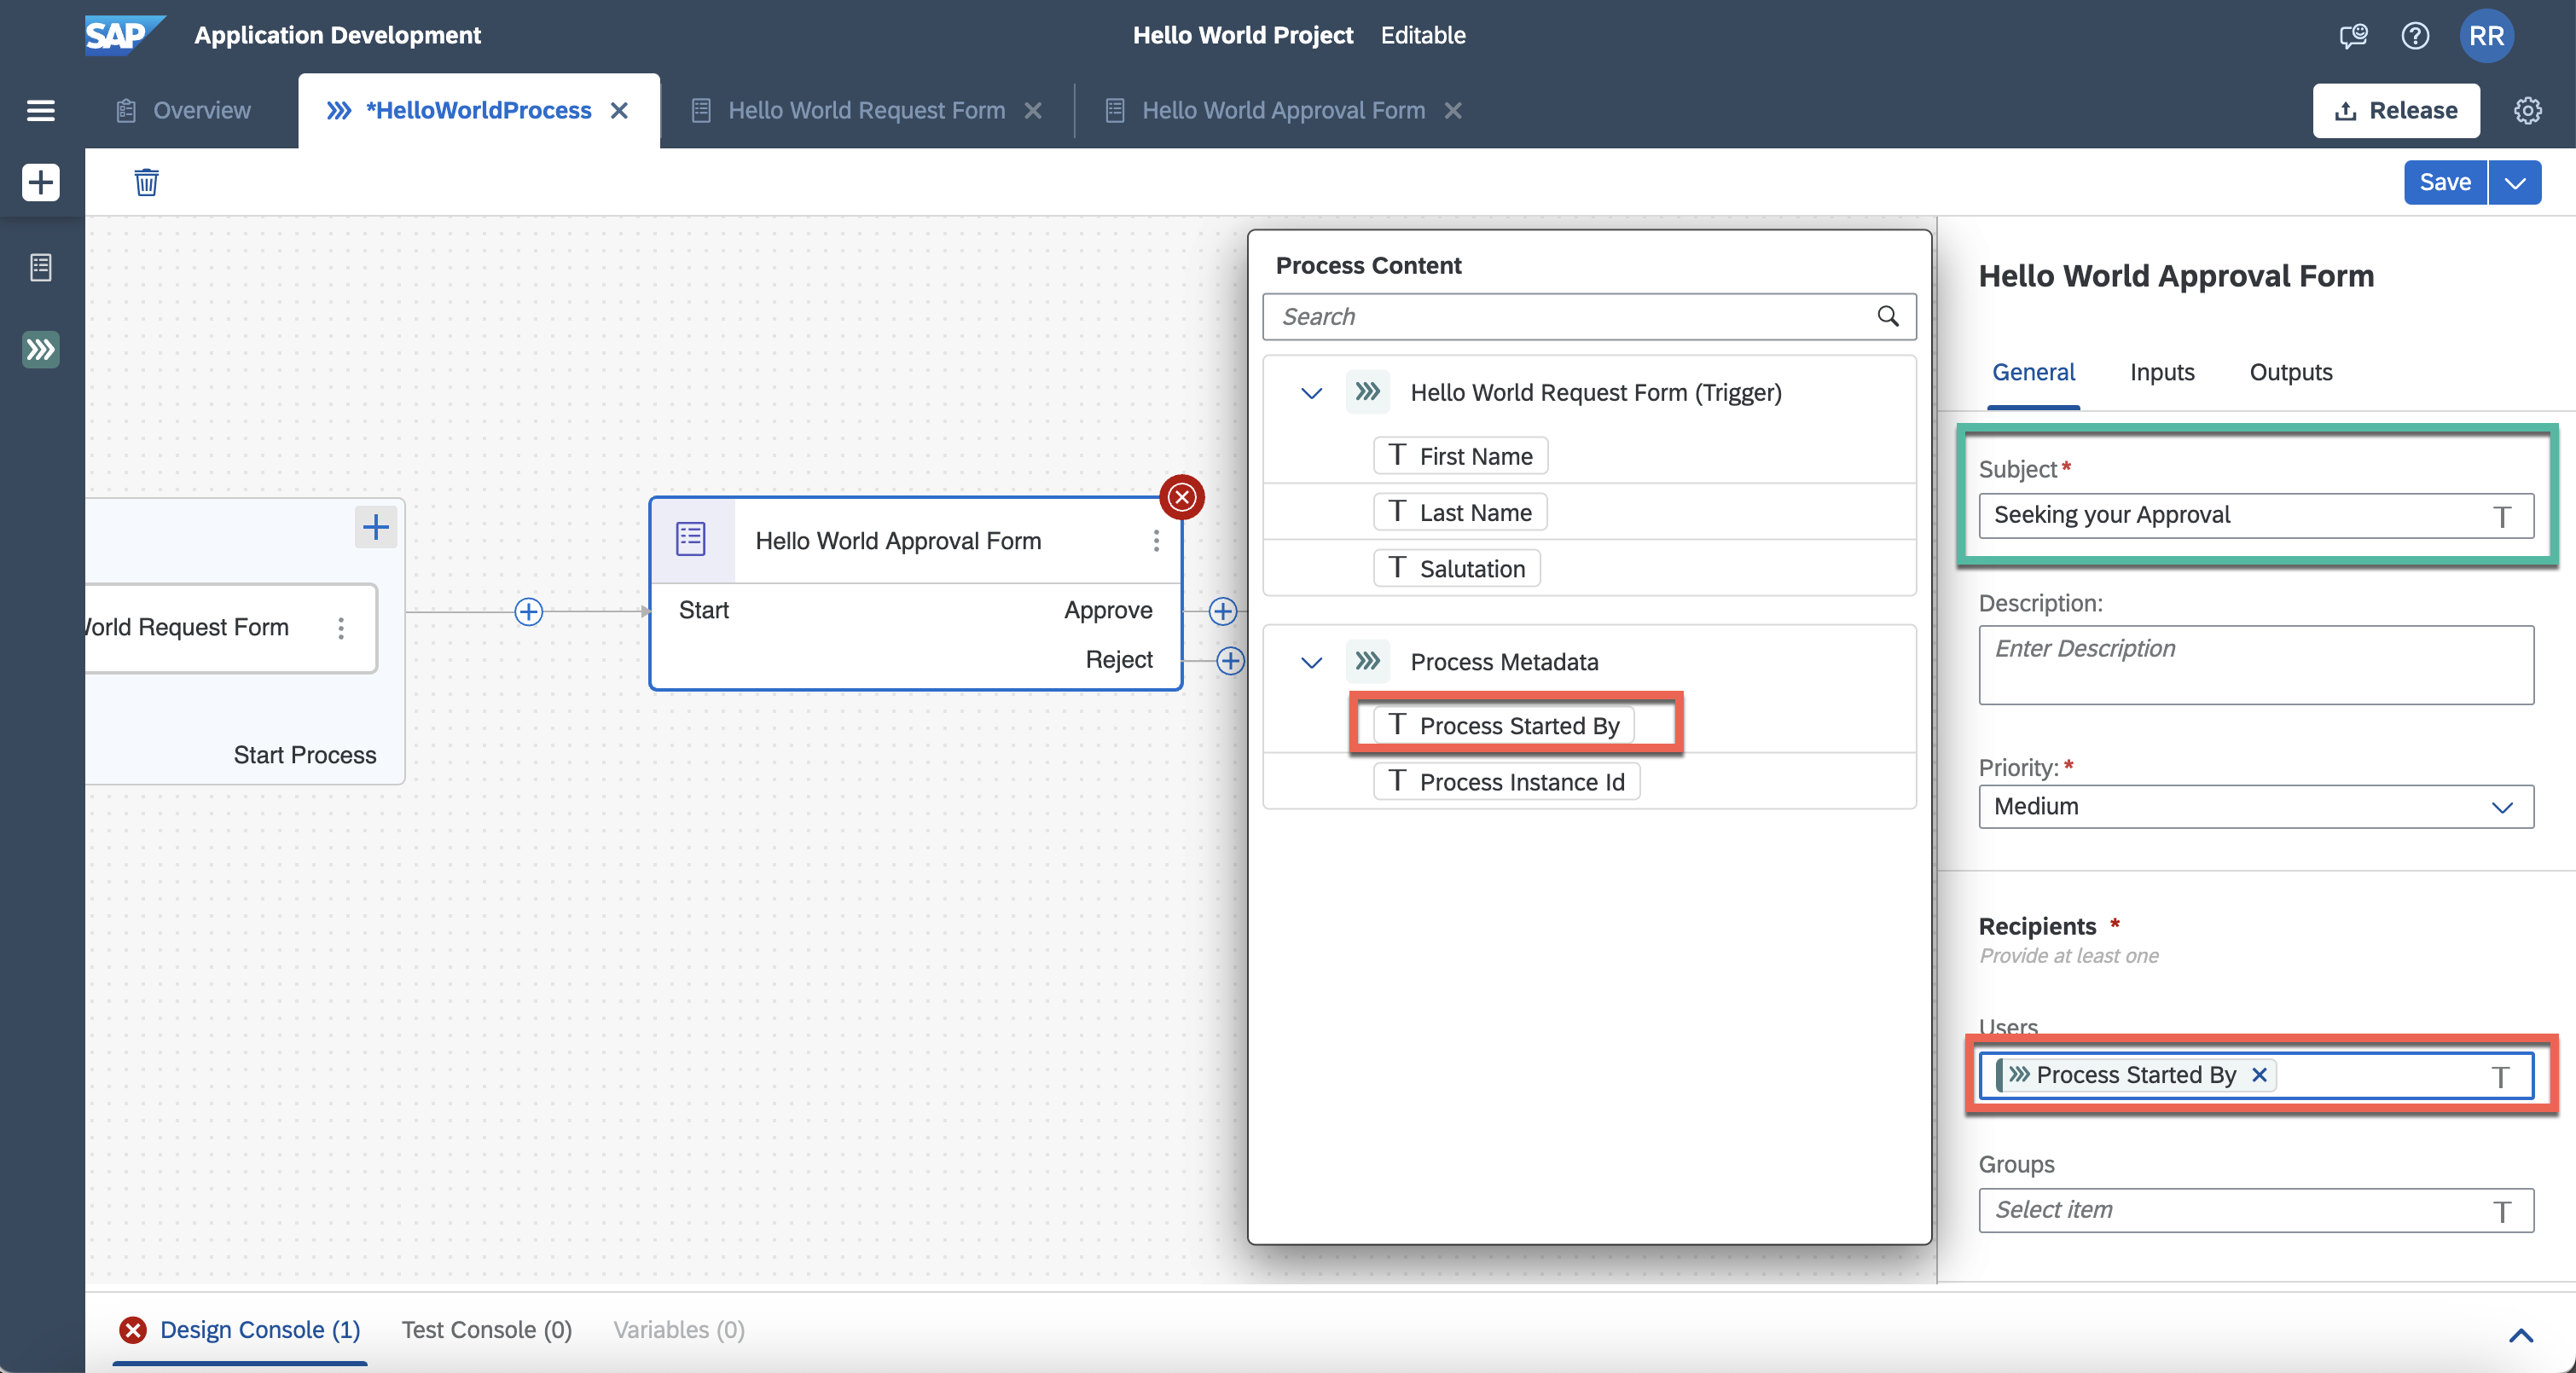 SAP Application Development Hello World Project Editable RR
Overview *HelloWorldProcess Hello World Request Form Hello World Approval Form Release
Save
Process Content
Search
Hello World Request Form (Trigger)
T First Name
T Last Name
T Salutation
Process Metadata
T Process Started By
T Process Instance Id
World Request Form
Start Process
Hello World Approval Form
Start Approve
Reject
Hello World Approval Form
General Inputs Outputs
Subject*
Seeking your Approval T
Description:
Enter Description
Priority:*
Medium
Recipients *
Provide at least one
Users
Process Started By T
Groups
Select item T
Design Console (1) Test Console (0) Variables (0)